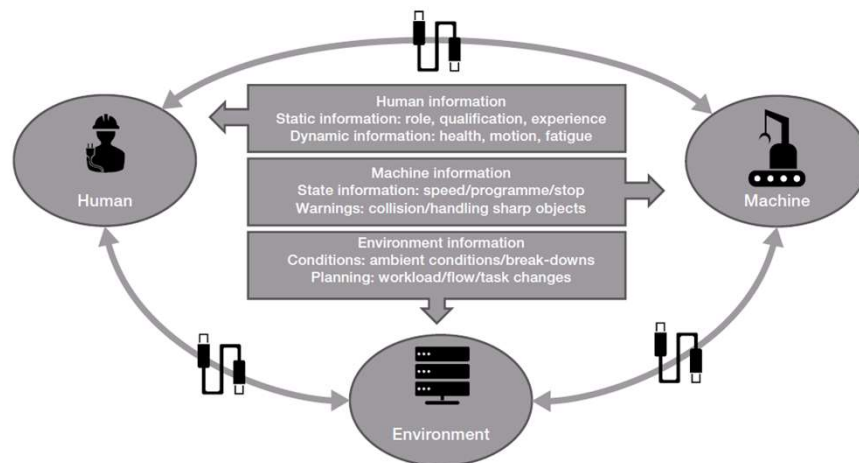 Human information
Static information: role, qualification, experience
Dynamic information: health, motion, fatigue
Machine information
State information: speed/programme/stop
Warnings: collision/handling sharp objects
Human
Machine
Environment information
Conditions: ambient conditions/break-downs
Planning: workload/flow/task changes
Environment